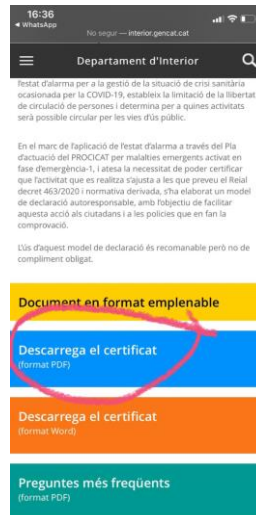 16:36
◀ WhatsApp
No segur — interior.gencat.cat
Departament d'Interior
l'estat d'alarma per a la gestió de la situació de crisi sanitària
ocasionada per la COVID-19, estableix la limitació de la llibertat
de circulació de persones i determina per a quines activitats
serà possible circular per les vies d'ús públic.
En el marc de l'aplicació de l'estat d'alarma a través del Pla
d'actuació del PROCICAT per malalties emergents activat en
fase d'emergència-1, i atesa la necessitat de poder certificar
que l'activitat que es realitza s'ajusta a les que preveu el Reial
decret 463/2020 i normativa derivada, s'ha elaborat un model
de declaració autoresponsable, amb l'objectiu de facilitar
aquesta acció als ciutadans i a les policies que en fan la
comprovació.
L'ús d'aquest model de declaració és recomanable però no de
compliment obligat.
Document en format emplenable
Descarrega el certificat
(format PDF)
Descarrega el certificat
(format Word)
Preguntes més freqüents
(format PDF)